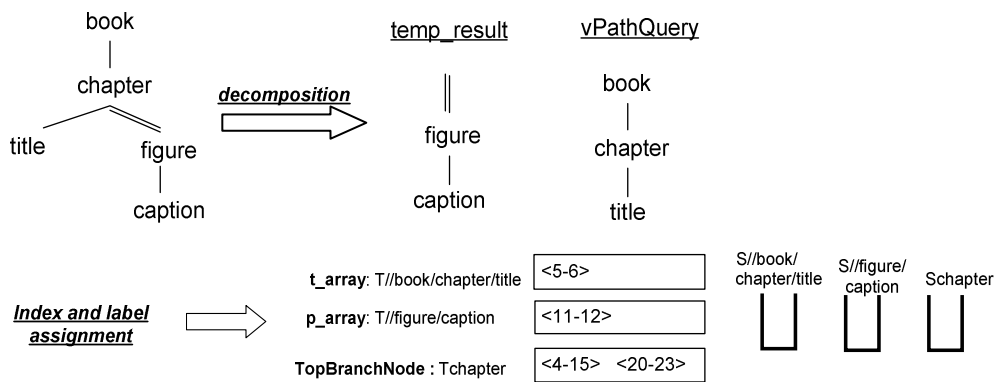 book
chapter
title
figure
caption
decomposition
temp_result
figure
caption
vPathQuery
book
chapter
title
Index and label
assignment
t_array: T//book/chapter/title
<5-6>
p_array: T//figure/caption
<11-12>
TopBranchNode : Tchapter
<4-15> <20-23>
S//book/
chapter/title
S//figure/
caption
Schapter